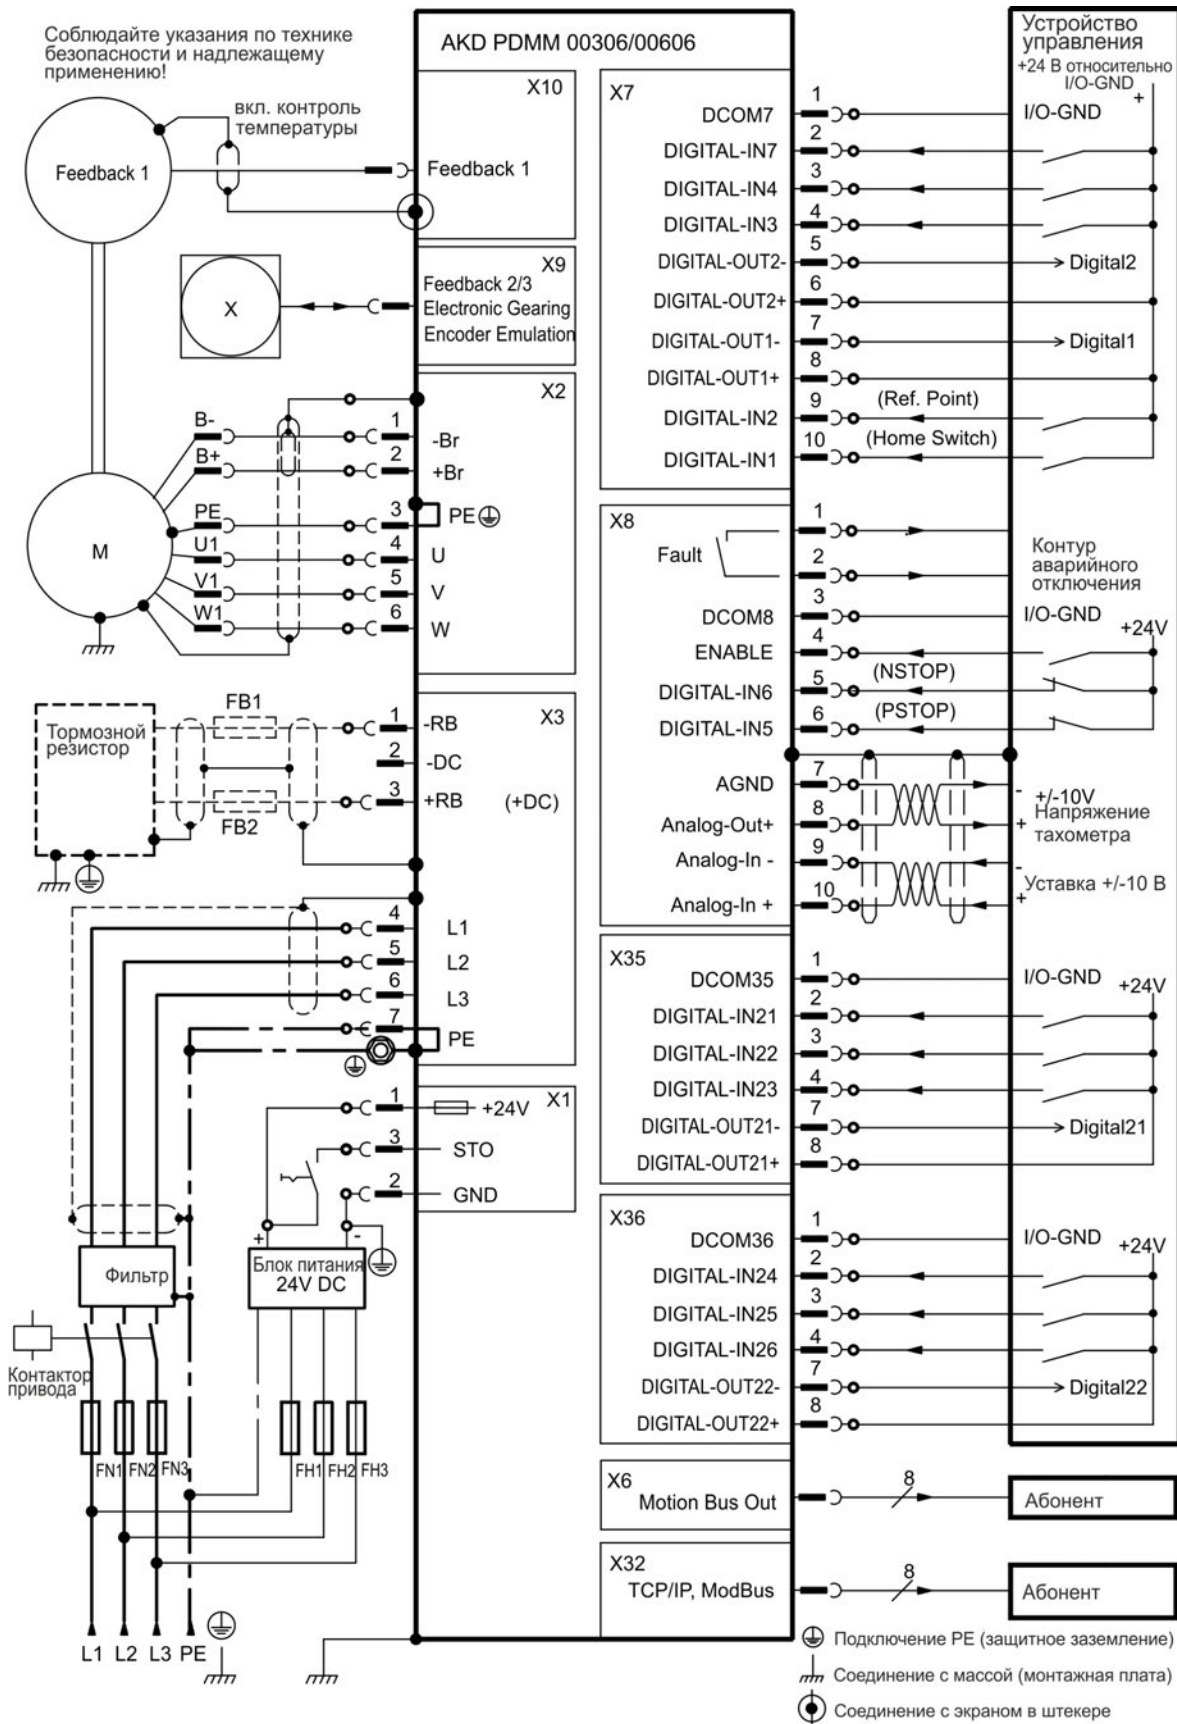 Соблюдайте указания по технике
безопасности и надлежащему
применению!
AKD PDMM 00306/00606
Устройство
управления
+24 В относительно
I/O-GND
+
X10
вкл. контроль
температуры
Feedback 1
Feedback 1
X9
Feedback 2/3
Electronic Gearing
Encoder Emulation
X
X2
B-
1
-Br
B+
2
+Br
PE
3
PE
U1
4
U
V1
5
V
W1
6
W
M
X3
Тормозной
резистор
FB1
FB2
1
-RB
2
-DC
3
+RB
(+DC)
4
L1
5
L2
6
L3
7
PE
X1
1
+24V
3
STO
2
GND
+
-
Блок питания
24V DC
Фильтр
Контактор
привода
FN1
FN2
FN3
FH1
FH2
FH3
L1
L2
L3
PE
X7
DCOM7
1
I/O-GND
DIGITAL-IN7
2
DIGITAL-IN4
3
DIGITAL-IN3
4
DIGITAL-OUT2-
5
Digital2
DIGITAL-OUT2+
6
DIGITAL-OUT1-
7
Digital1
DIGITAL-OUT1+
8
DIGITAL-IN2
9
(Ref. Point)
DIGITAL-IN1
10
(Home Switch)
X8
Fault
1
2
Контур
аварийного
отключения
DCOM8
3
I/O-GND
+24V
ENABLE
4
DIGITAL-IN6
5
(NSTOP)
DIGITAL-IN5
6
(PSTOP)
AGND
7
-
+/-10V
Напряжение
тахометра
Analog-Out+
8
+
Analog-In -
9
-
Уставка +/-10 В
Analog-In +
10
+
X35
DCOM35
1
I/O-GND
+24V
DIGITAL-IN21
2
DIGITAL-IN22
3
DIGITAL-IN23
4
DIGITAL-OUT21-
7
Digital21
DIGITAL-OUT21+
8
X36
DCOM36
1
I/O-GND
+24V
DIGITAL-IN24
2
DIGITAL-IN25
3
DIGITAL-IN26
4
DIGITAL-OUT22-
7
Digital22
DIGITAL-OUT22+
8
X6
Motion Bus Out
8
Абонент
X32
TCP/IP, ModBus
8
Абонент
Подключение PE (защитное заземление)
Соединение с массой (монтажная плата)
Соединение с экраном в штекере